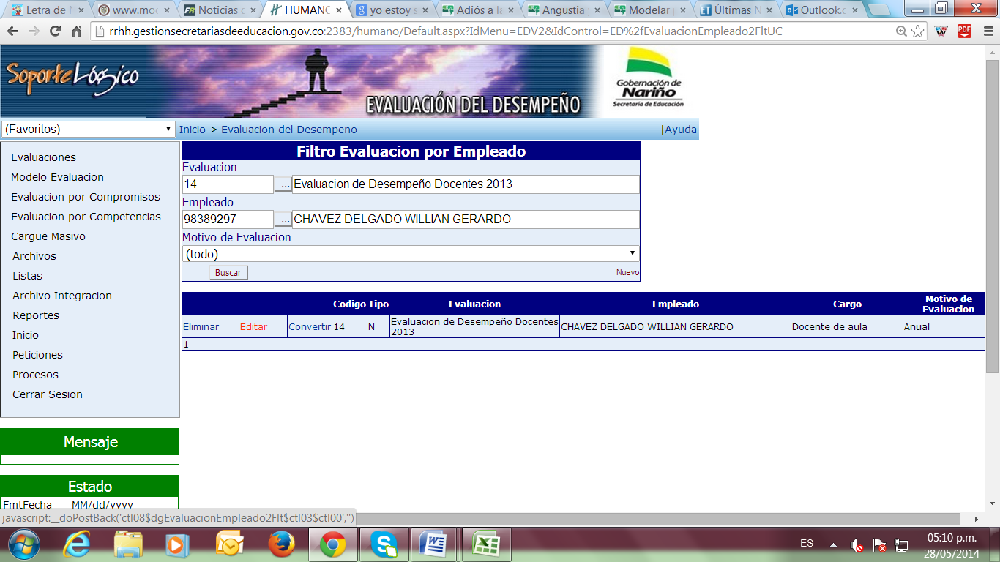 Letra de M
www.moo
Noticias d
HUMANO
yo estoy s
Adiós a la
Angustia
Modelar p
Últimas N
Outlook.c
rrhh.gestionsecretariasdeeducacion.gov.co:2383/humano/Default.aspx?IdMenu=EDV2&IdControl=ED%2fEvaluacionEmpleado2FltUC
PDF
Soporte Lógico
EVALUACIÓN DEL DESEMPEÑO
Gobernación de
Nariño
Secretaría de Educación
(Favoritos)
Inicio > Evaluacion del Desempeno
|Ayuda
Evaluaciones
Modelo Evaluacion
Evaluacion por Compromisos
Evaluacion por Competencias
Cargue Masivo
Archivos
Listas
Archivo Integracion
Reportes
Inicio
Peticiones
Procesos
Cerrar Sesion
Mensaje
Estado
FmtFecha MM/dd/yyyy
Filtro Evaluacion por Empleado
Evaluacion
14 ... Evaluacion de Desempeño Docentes 2013
Empleado
98389297 ... CHAVEZ DELGADO WILLIAN GERARDO
Motivo de Evaluacion
(todo)
Buscar Nuevo
Codigo Tipo Evaluacion Empleado Cargo Motivo de Evaluacion
Eliminar Editar Convertir 14 N Evaluacion de Desempeño Docentes 2013 CHAVEZ DELGADO WILLIAN GERARDO Docente de aula Anual
1
javascript:__doPostBack('ctl08$dgEvaluacionEmpleado2Flt$ctl03$ctl00','')
ES
05:10 p.m.
28/05/2014